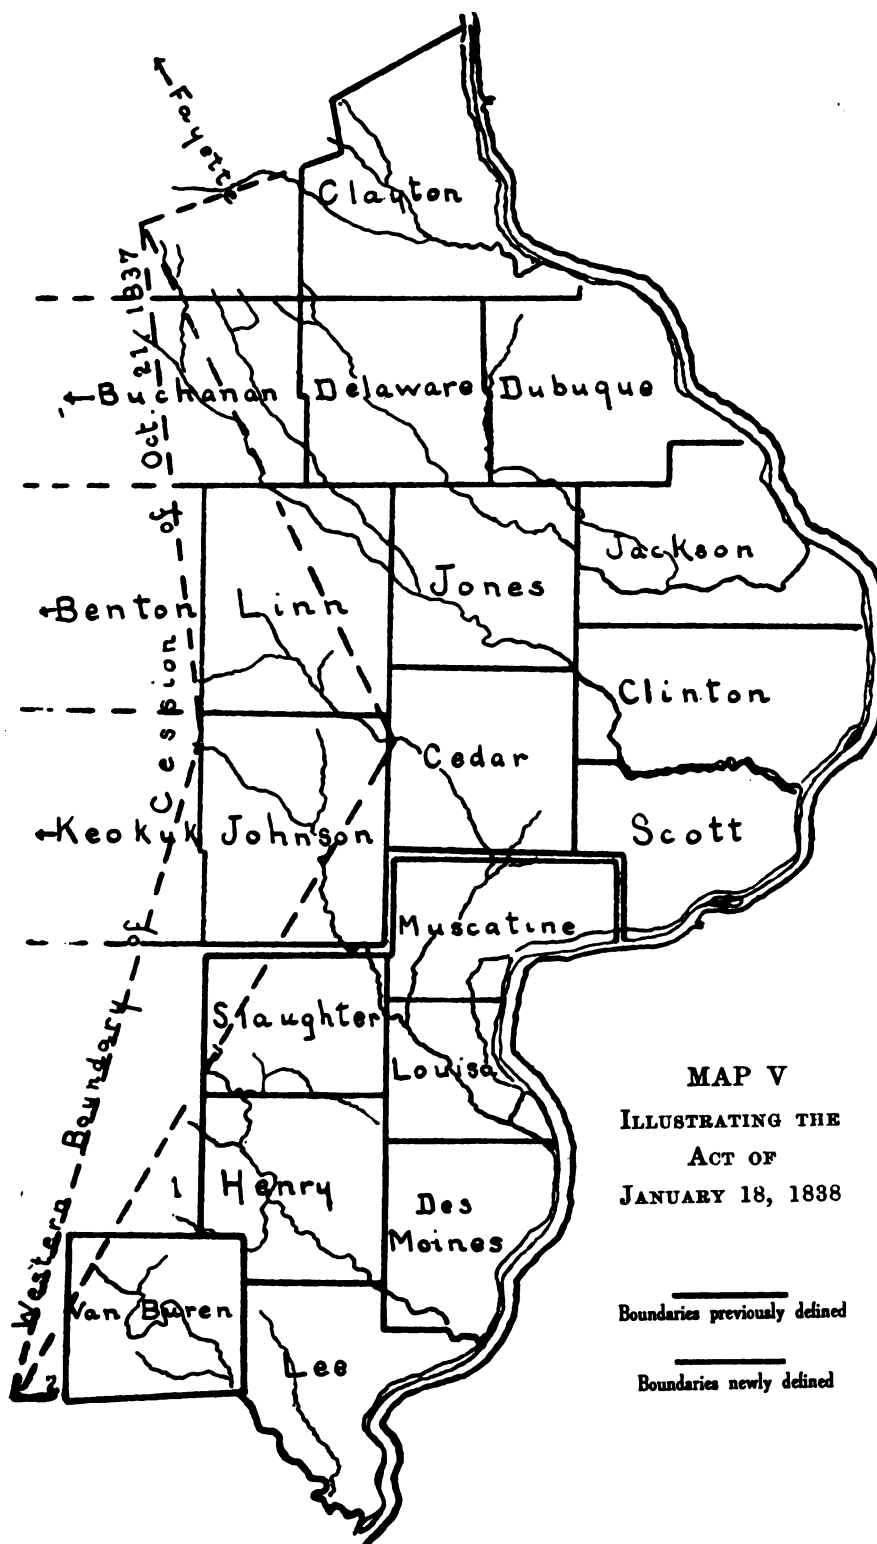 Fayette
Clayton
Buchanan
Delaware
Dubuque
Jackson
Benton
Linn
Jones
Clinton
Cedar
Keokuk
Johnson
Scott
Muscatine
Slaughter
Louisa
1
Henry
Des
Moines
Van Buren
Lee
2
Western Boundary of Cession of Oct. 21, 1837
MAP V
ILLUSTRATING THE
ACT OF
JANUARY 18, 1838
Boundaries previously defined
Boundaries newly defined